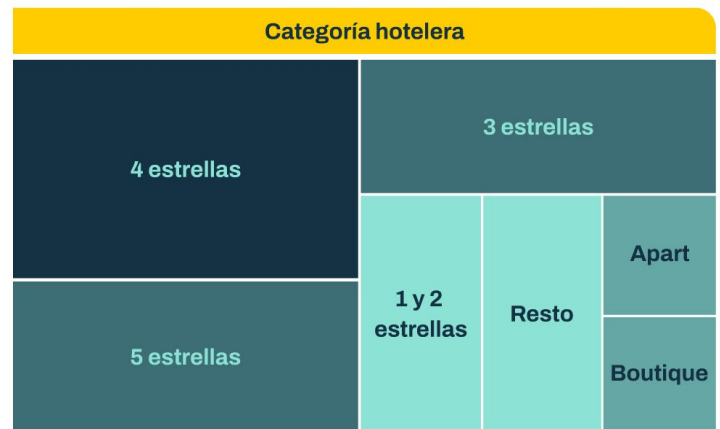 Categoría hotelera
4 estrellas
3 estrellas
5 estrellas
1 y 2
estrellas
Resto
Apart
Boutique